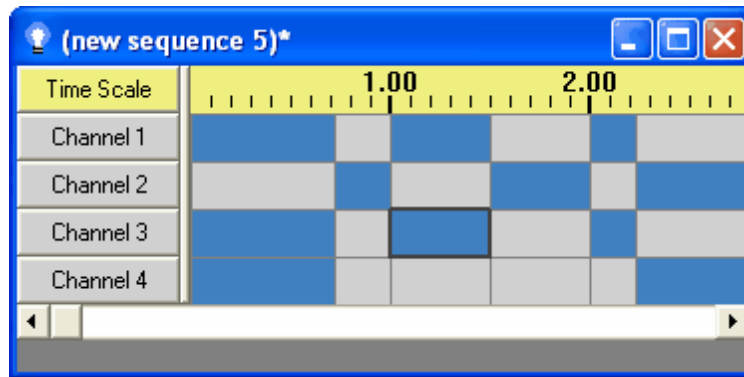 (new sequence 5)*
Time Scale 1.00 2.00
Channel 1
Channel 2
Channel 3
Channel 4